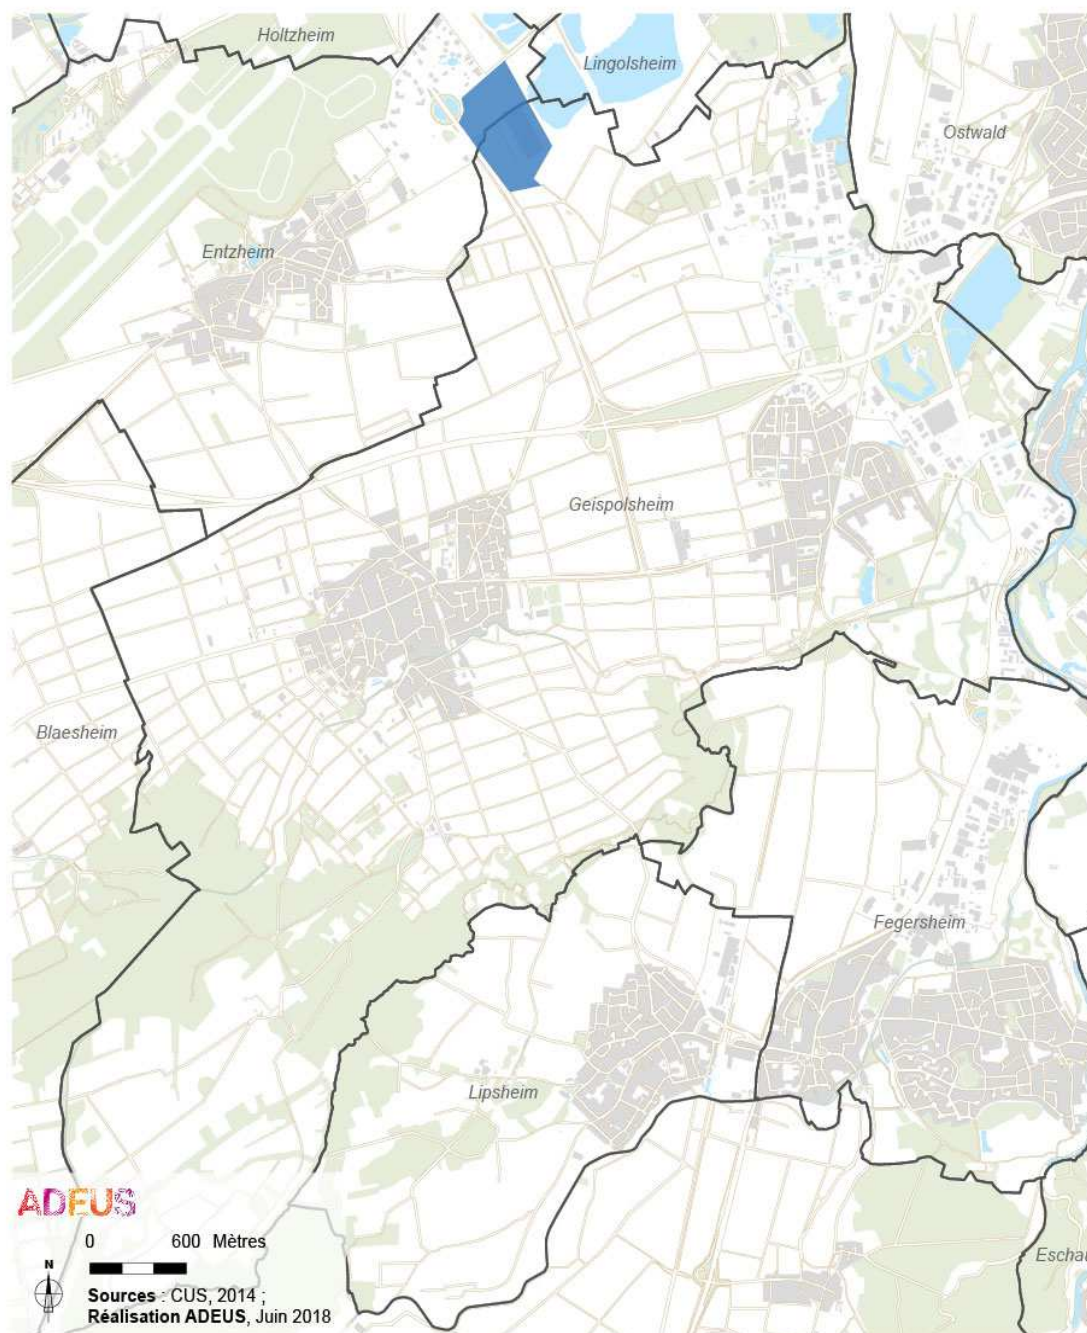 Holtzheim
Lingolsheim
Ostwald
Entzheim
Geispolsheim
Blaesheim
Fegersheim
Lipsheim
ADEUS
0 600 Mètres
N
Sources : CUS, 2014 ;
Réalisation ADEUS, Juin 2018
Eschau